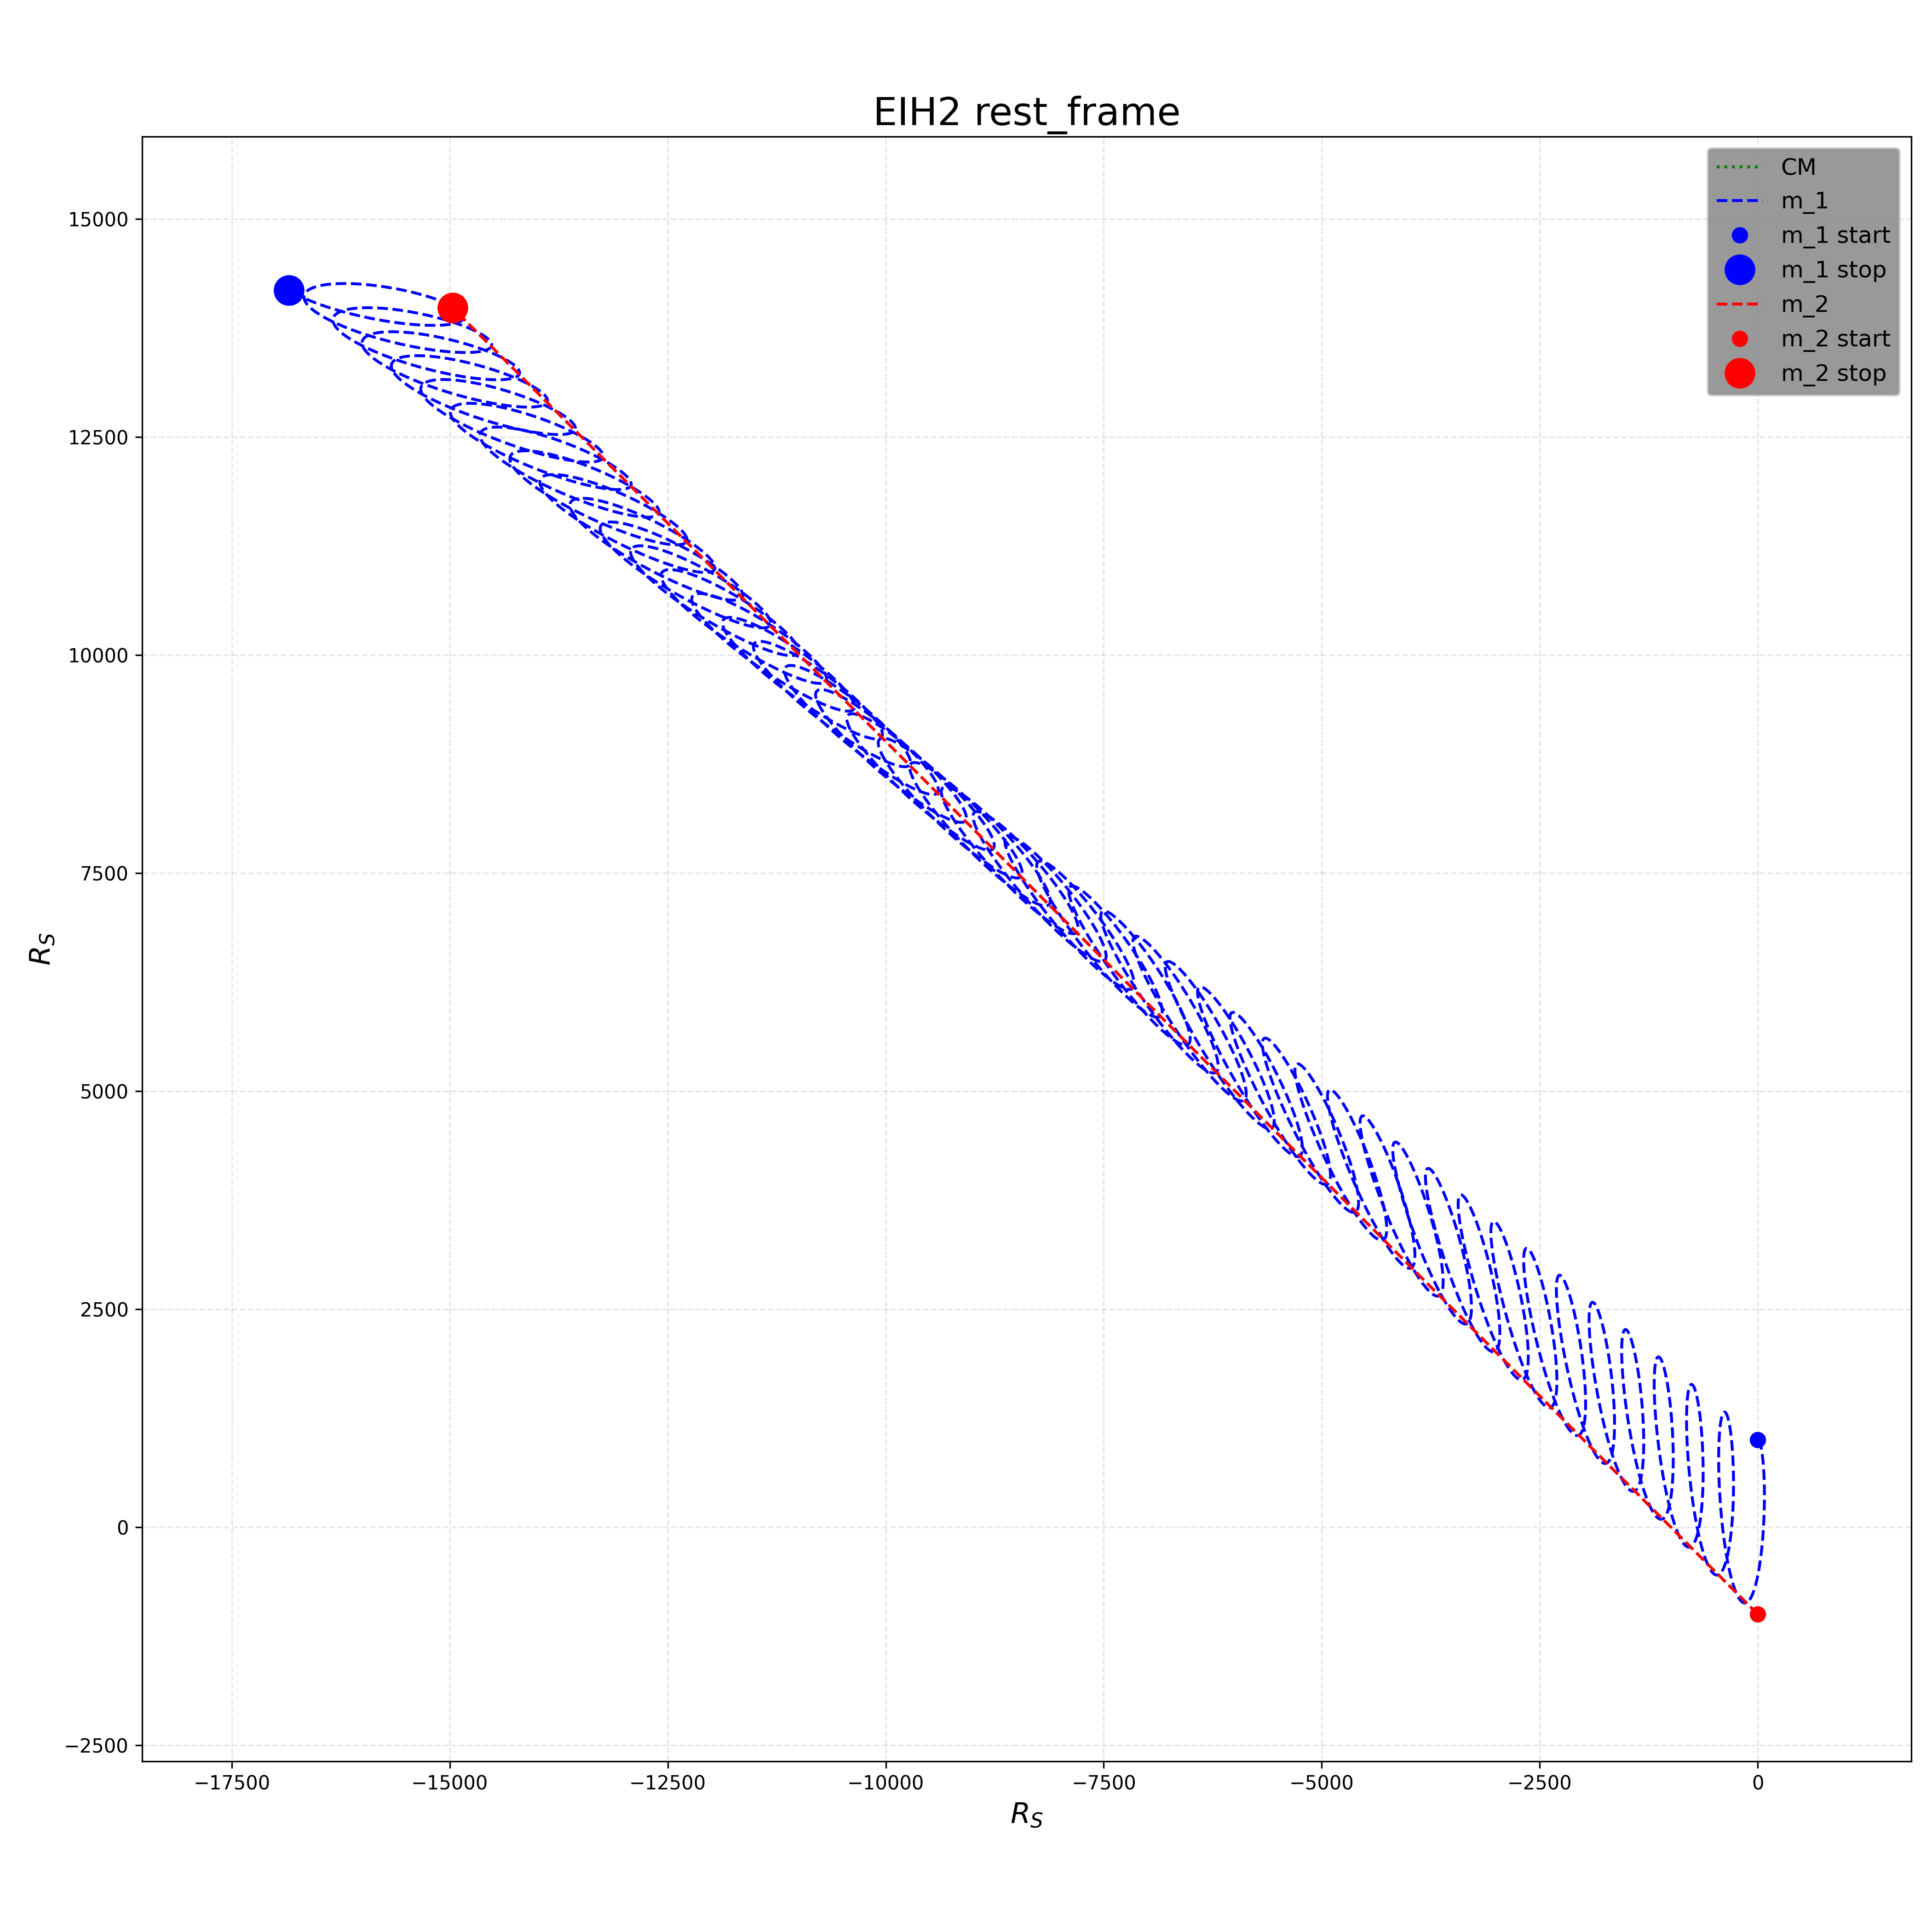 EIH2 rest_frame
CM
m_1
m_1 start
m_1 stop
m_2
m_2 start
m_2 stop
15000
12500
10000
7500
5000
2500
0
−2500
R_S
−17500 −15000 −12500 −10000 −7500 −5000 −2500 0
R_S